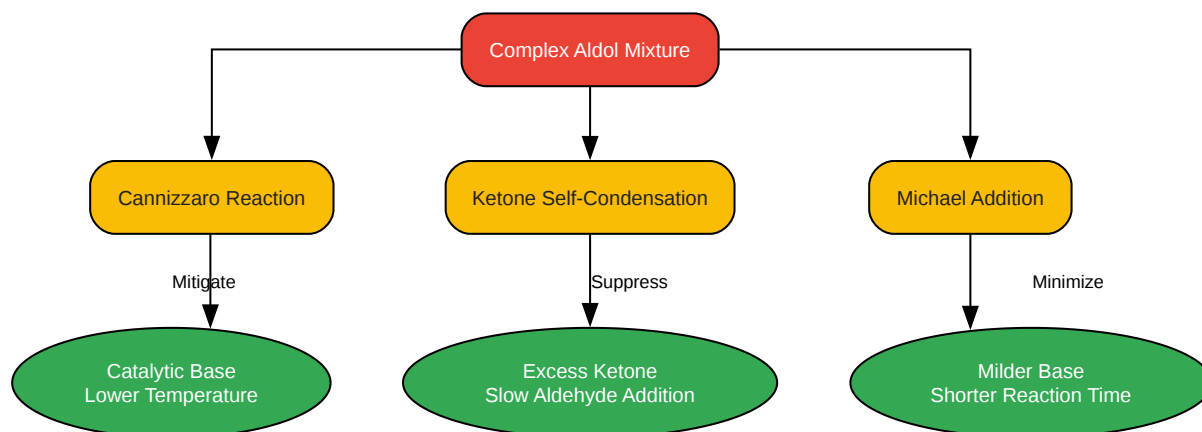 Complex Aldol Mixture
Cannizzaro Reaction
Ketone Self-Condensation
Michael Addition
Mitigate
Suppress
Minimize
Catalytic Base
Lower Temperature
Excess Ketone
Slow Aldehyde Addition
Milder Base
Shorter Reaction Time